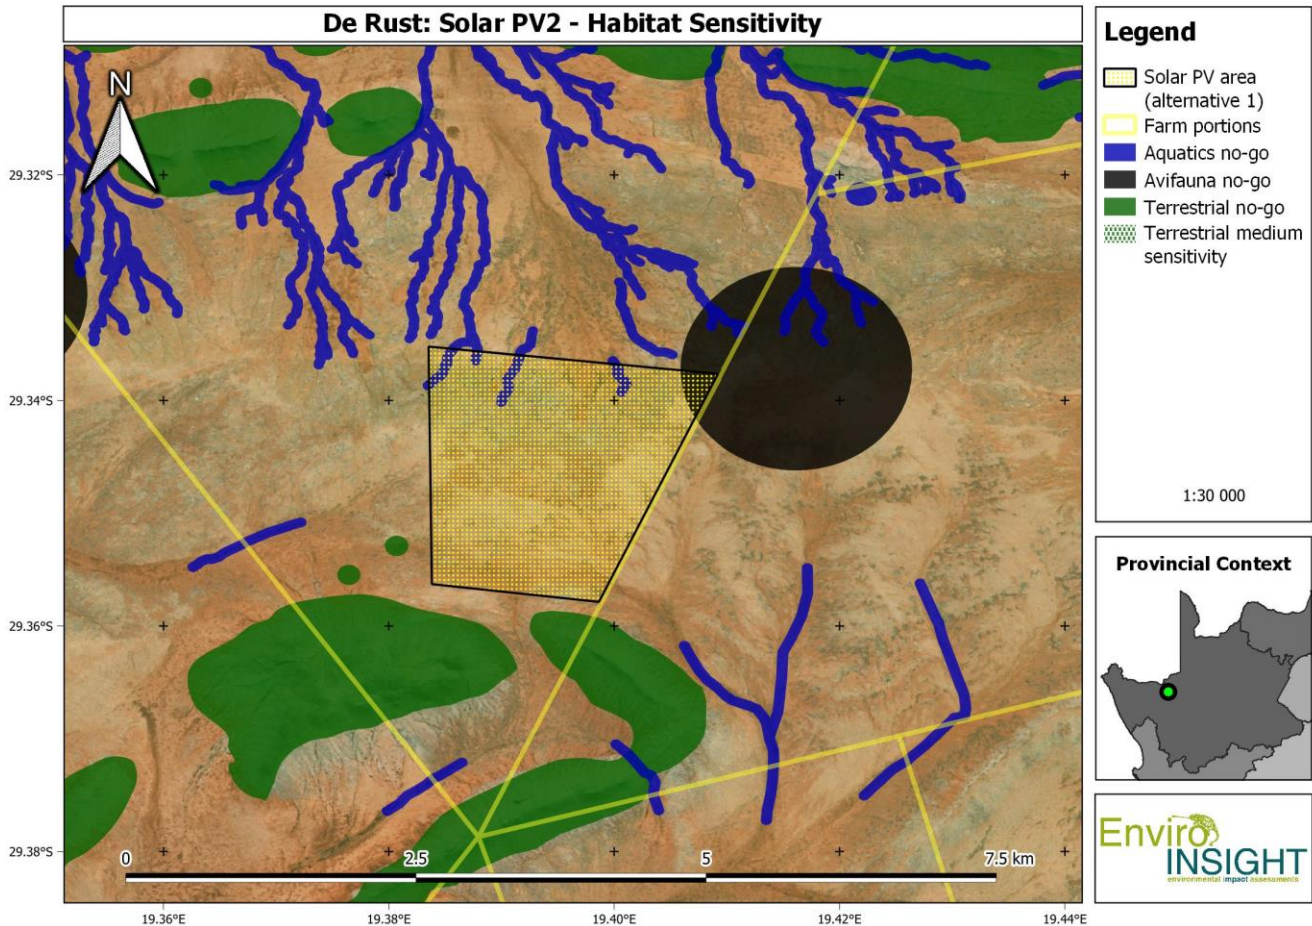 De Rust: Solar PV2 - Habitat Sensitivity
N
29.32°S
29.34°S
29.36°S
29.38°S
0
2.5
5
7.5 km
19.36°E
19.38°E
19.40°E
19.42°E
19.44°E
Legend
Solar PV area
(alternative 1)
Farm portions
Aquatics no-go
Avifauna no-go
Terrestrial no-go
Terrestrial medium
sensitivity
1:30 000
Provincial Context
Enviro
INSIGHT
environmental impact assessments